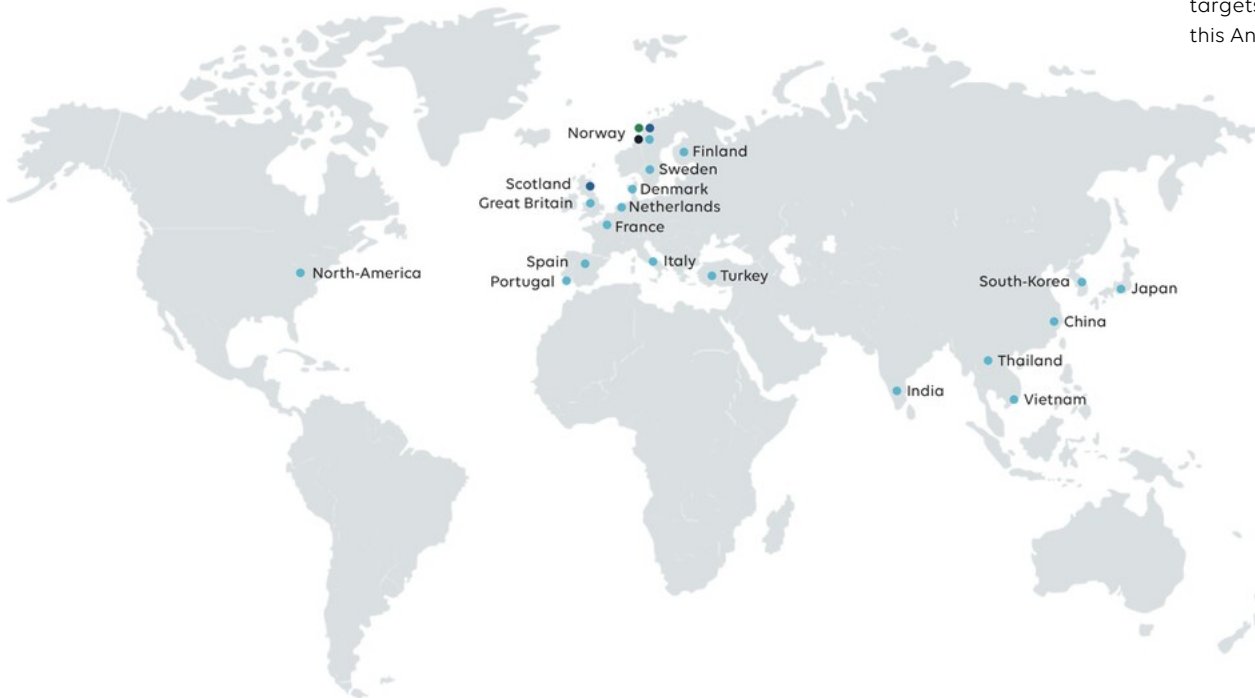 targets
this An
Norway
Finland
Sweden
Scotland
Denmark
Great Britain
Netherlands
France
Spain
Italy
Portugal
Turkey
North-America
South-Korea
Japan
China
Thailand
India
Vietnam